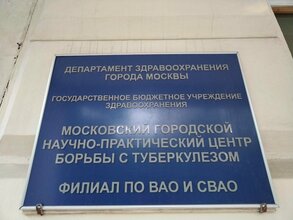 ДЕПАРТАМЕНТ ЗДРАВООХРАНЕНИЯ
ГОРОДА МОСКВЫ
ГОСУДАРСТВЕННОЕ БЮДЖЕТНОЕ УЧРЕЖДЕНИЕ
ЗДРАВООХРАНЕНИЯ
МОСКОВСКИЙ ГОРОДСКОЙ
НАУЧНО-ПРАКТИЧЕСКИЙ ЦЕНТР
БОРЬБЫ С ТУБЕРКУЛЕЗОМ
ФИЛИАЛ ПО ВАО И СВАО